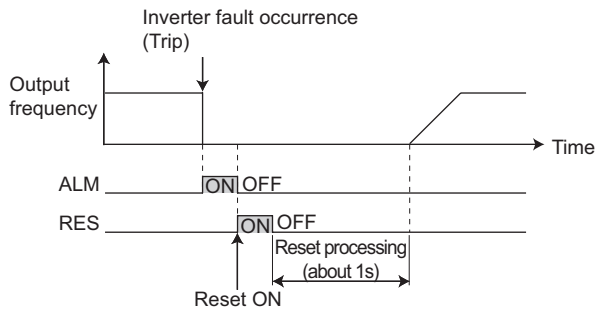 Inverter fault occurrence
(Trip)
Output
frequency
Time
ALM
ON OFF
RES
ON OFF
Reset processing
(about 1s)
Reset ON